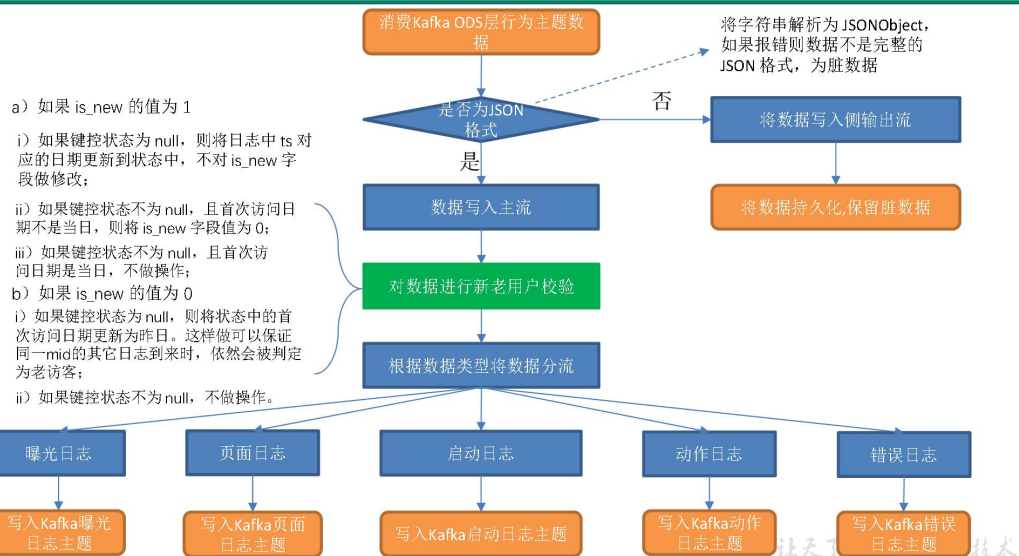 消费Kafka ODS层行为主题数
据
将字符串解析为 JSONObject，
如果报错则数据不是完整的
JSON 格式，为脏数据
是否为JSON
格式
否
将数据写入侧输出流
是
将数据持久化,保留脏数据
数据写入主流
对数据进行新老用户校验
根据数据类型将数据分流
a）如果 is_new 的值为 1
i）如果键控状态为 null，则将日志中 ts 对
应的日期更新到状态中，不对 is_new 字
段做修改；
ii）如果键控状态不为 null，且首次访问日
期不是当日，则将 is_new 字段值为 0；
iii）如果键控状态不为 null，且首次访
问日期是当日，不做操作；
b）如果 is_new 的值为 0
i）如果键控状态为 null，则将状态中的首
次访问日期更新为昨日。这样做可以保证
同一mid的其它日志到来时，依然会被判定
为老访客；
ii）如果键控状态不为 null，不做操作。
曝光日志
页面日志
启动日志
动作日志
错误日志
写入Kafka曝光
日志主题
写入Kafka页面
日志主题
写入Kafka启动日志主题
写入Kafka动作
日志主题
写入Kafka错误
日志主题
让天
技术